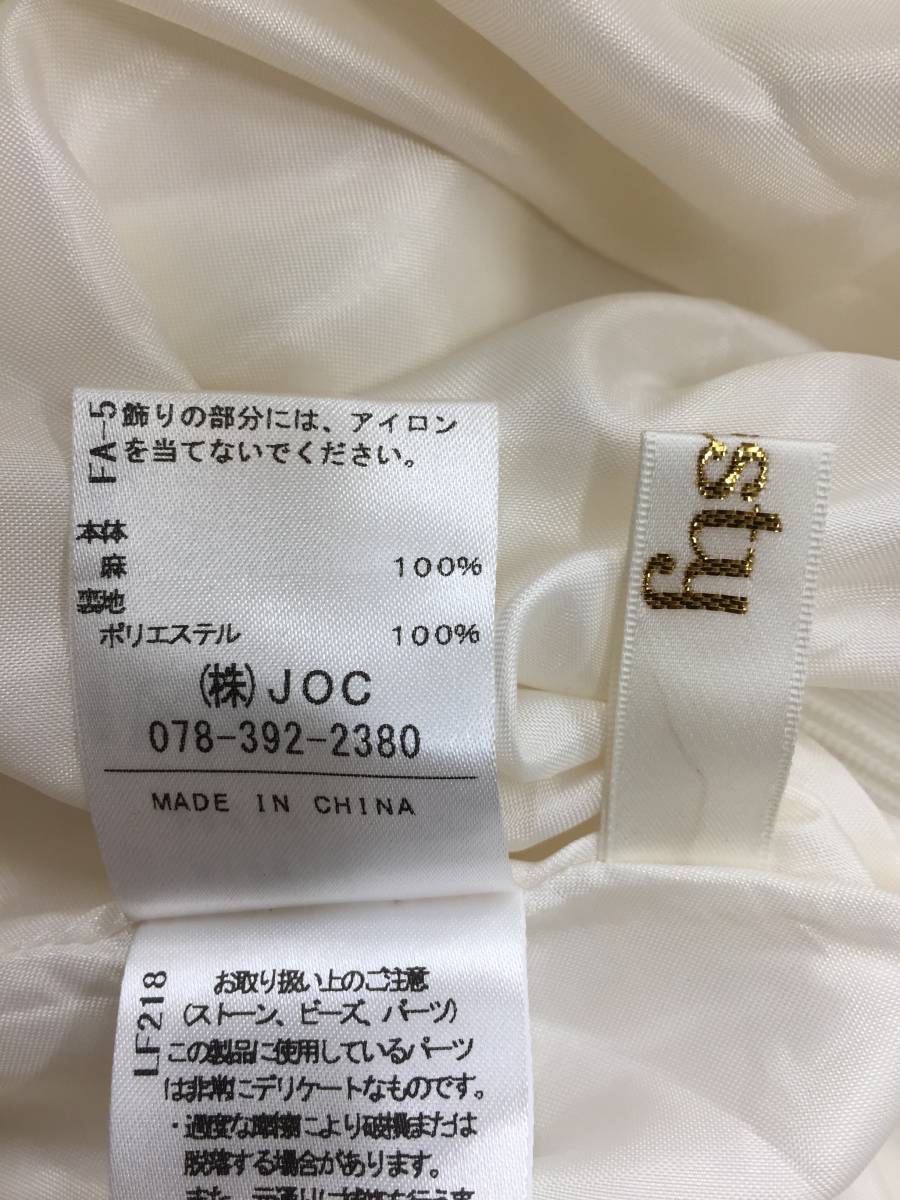 FA-5
飾りの部分には、アイロン
を当てないでください。
本体
麻 100%
裏地
ポリエステル 100%
(株)JOC
078-392-2380
MADE IN CHINA
sty
LF218
お取り扱い上のご注意
(ストーン、ビーズ、パーツ)
この製品に使用しているパーツ
は非常にデリケートなものです。
・過度な摩擦により破損または
脱落する場合があります。